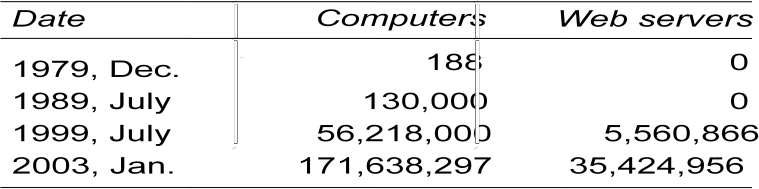 Date Computers Web servers
1979, Dec. 188 0
1989, July 130,000 0
1999, July 56,218,000 5,560,866
2003, Jan. 171,638,297 35,424,956